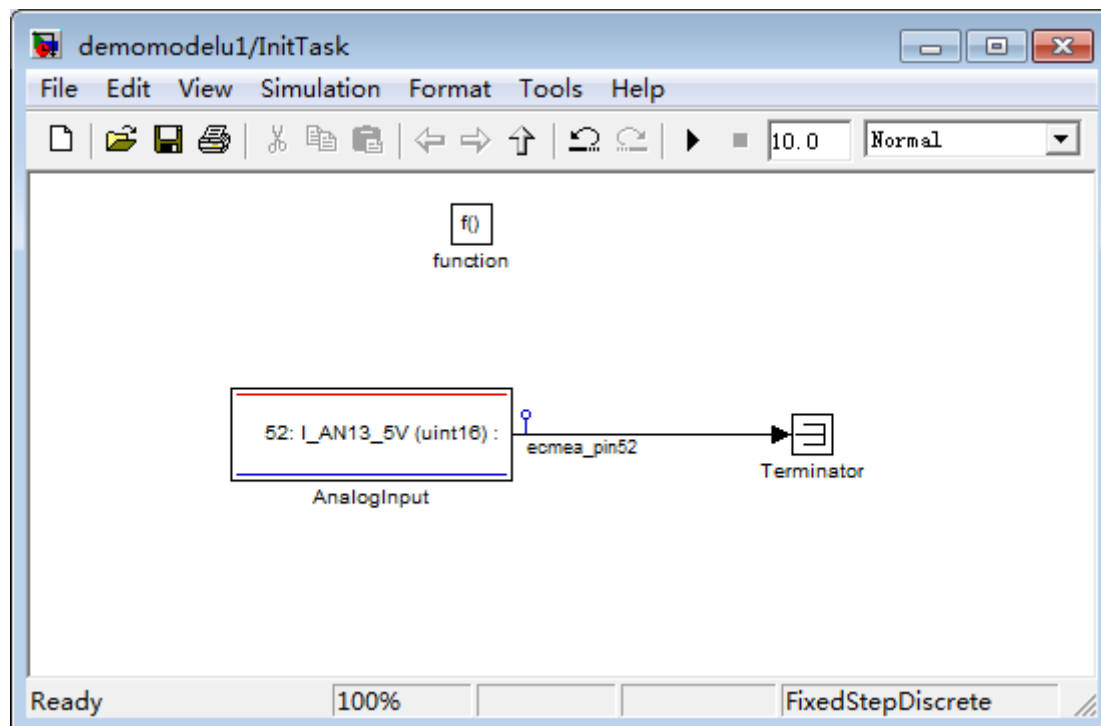 demomodelu1/InitTask
File Edit View Simulation Format Tools Help
10.0 Normal
f()
function
52: I_AN13_5V (uint16) :
ecmea_pin52
AnalogInput
Terminator
Ready 100% FixedStepDiscrete